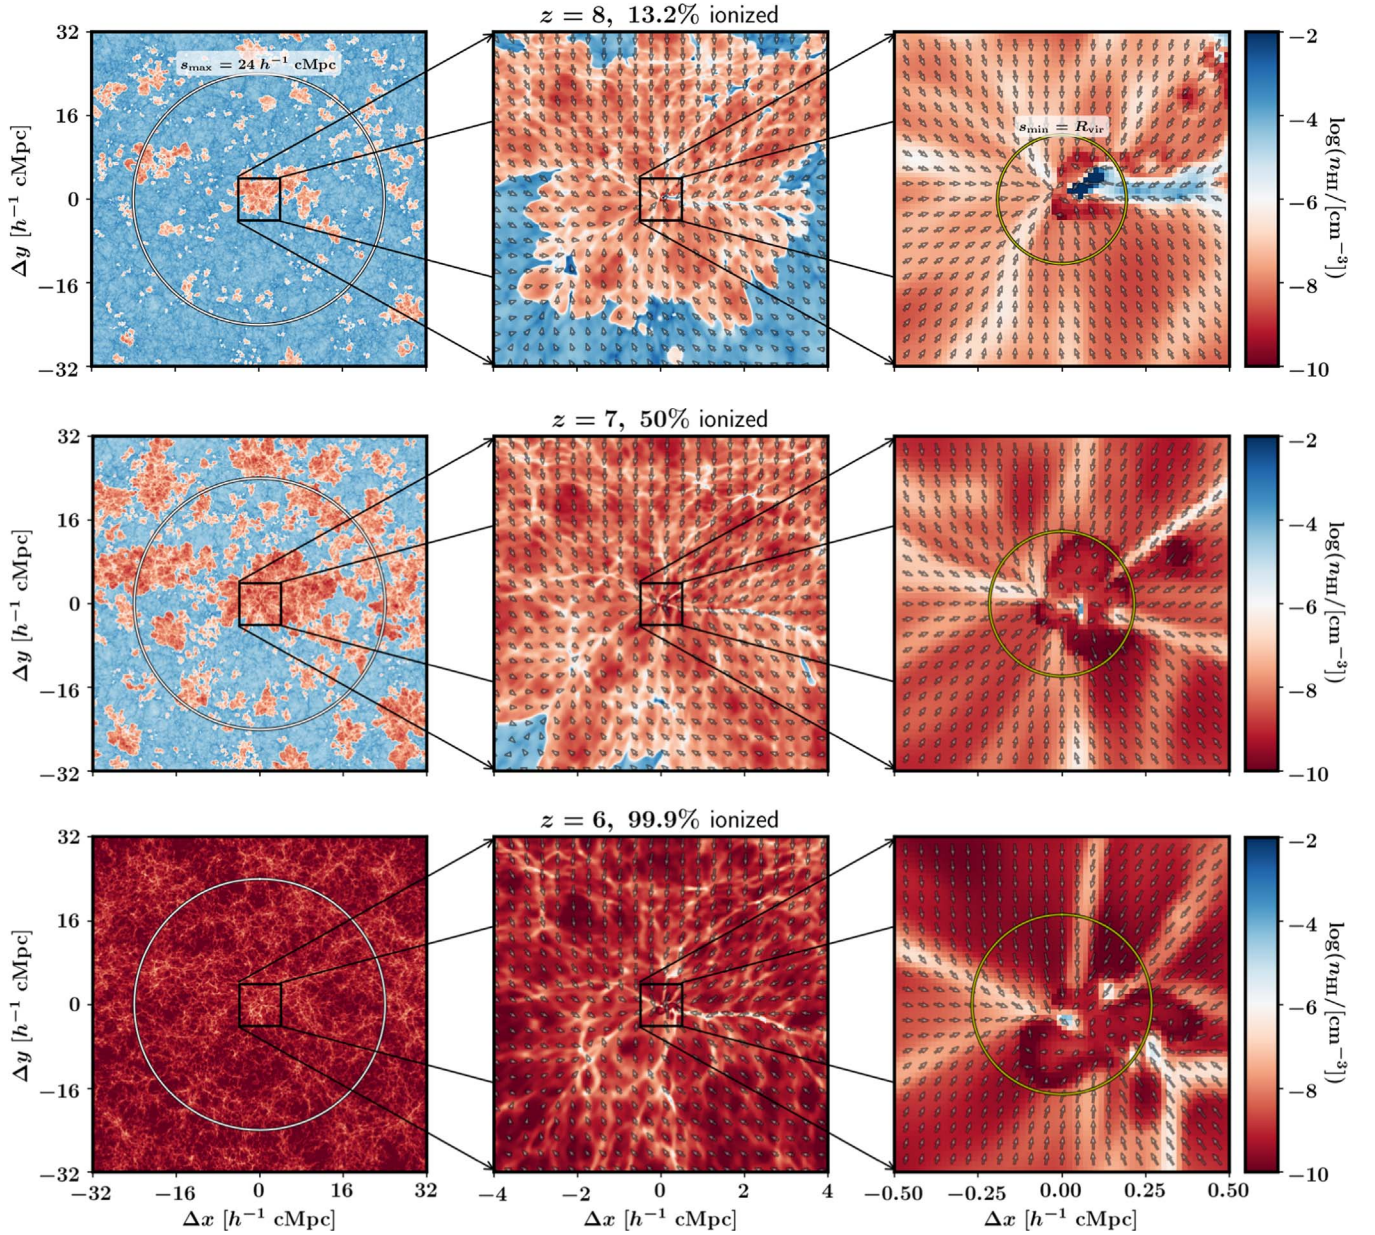 z = 8, 13.2% ionized
32
16
0
−16
−32
Δy [h⁻¹ cMpc]
s_max = 24 h⁻¹ cMpc
s_min = R_vir
−2
−4
−6
−8
−10
log(n_HI/[cm⁻³])
z = 7, 50% ionized
32
16
0
−16
−32
Δy [h⁻¹ cMpc]
−2
−4
−6
−8
−10
log(n_HI/[cm⁻³])
z = 6, 99.9% ionized
32
16
0
−16
−32
Δy [h⁻¹ cMpc]
−2
−4
−6
−8
−10
log(n_HI/[cm⁻³])
−32 −16 0 16 32
Δx [h⁻¹ cMpc]
−4 −2 0 2 4
Δx [h⁻¹ cMpc]
−0.50 −0.25 0.00 0.25 0.50
Δx [h⁻¹ cMpc]